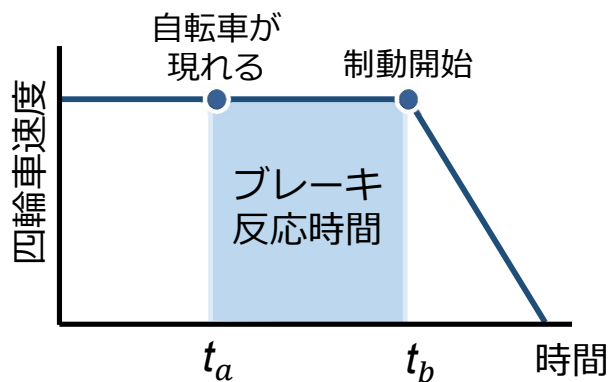 自転車が
現れる
制動開始
四輪車速度
ブレーキ
反応時間
t_a
t_b
時間